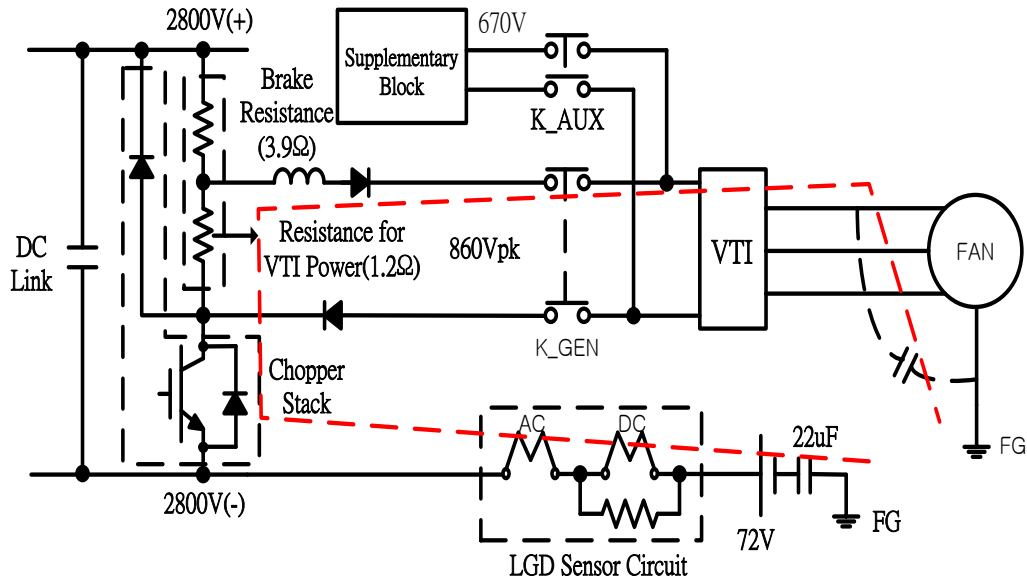 2800V(+)
670V
Supplementary
Block
K_AUX
Brake
Resistance
(3.9Ω)
DC
Link
Resistance for
VTI Power(1.2Ω)
860Vpk
VTI
FAN
K_GEN
Chopper
Stack
AC
DC
22uF
FG
2800V(-)
72V
FG
LGD Sensor Circuit